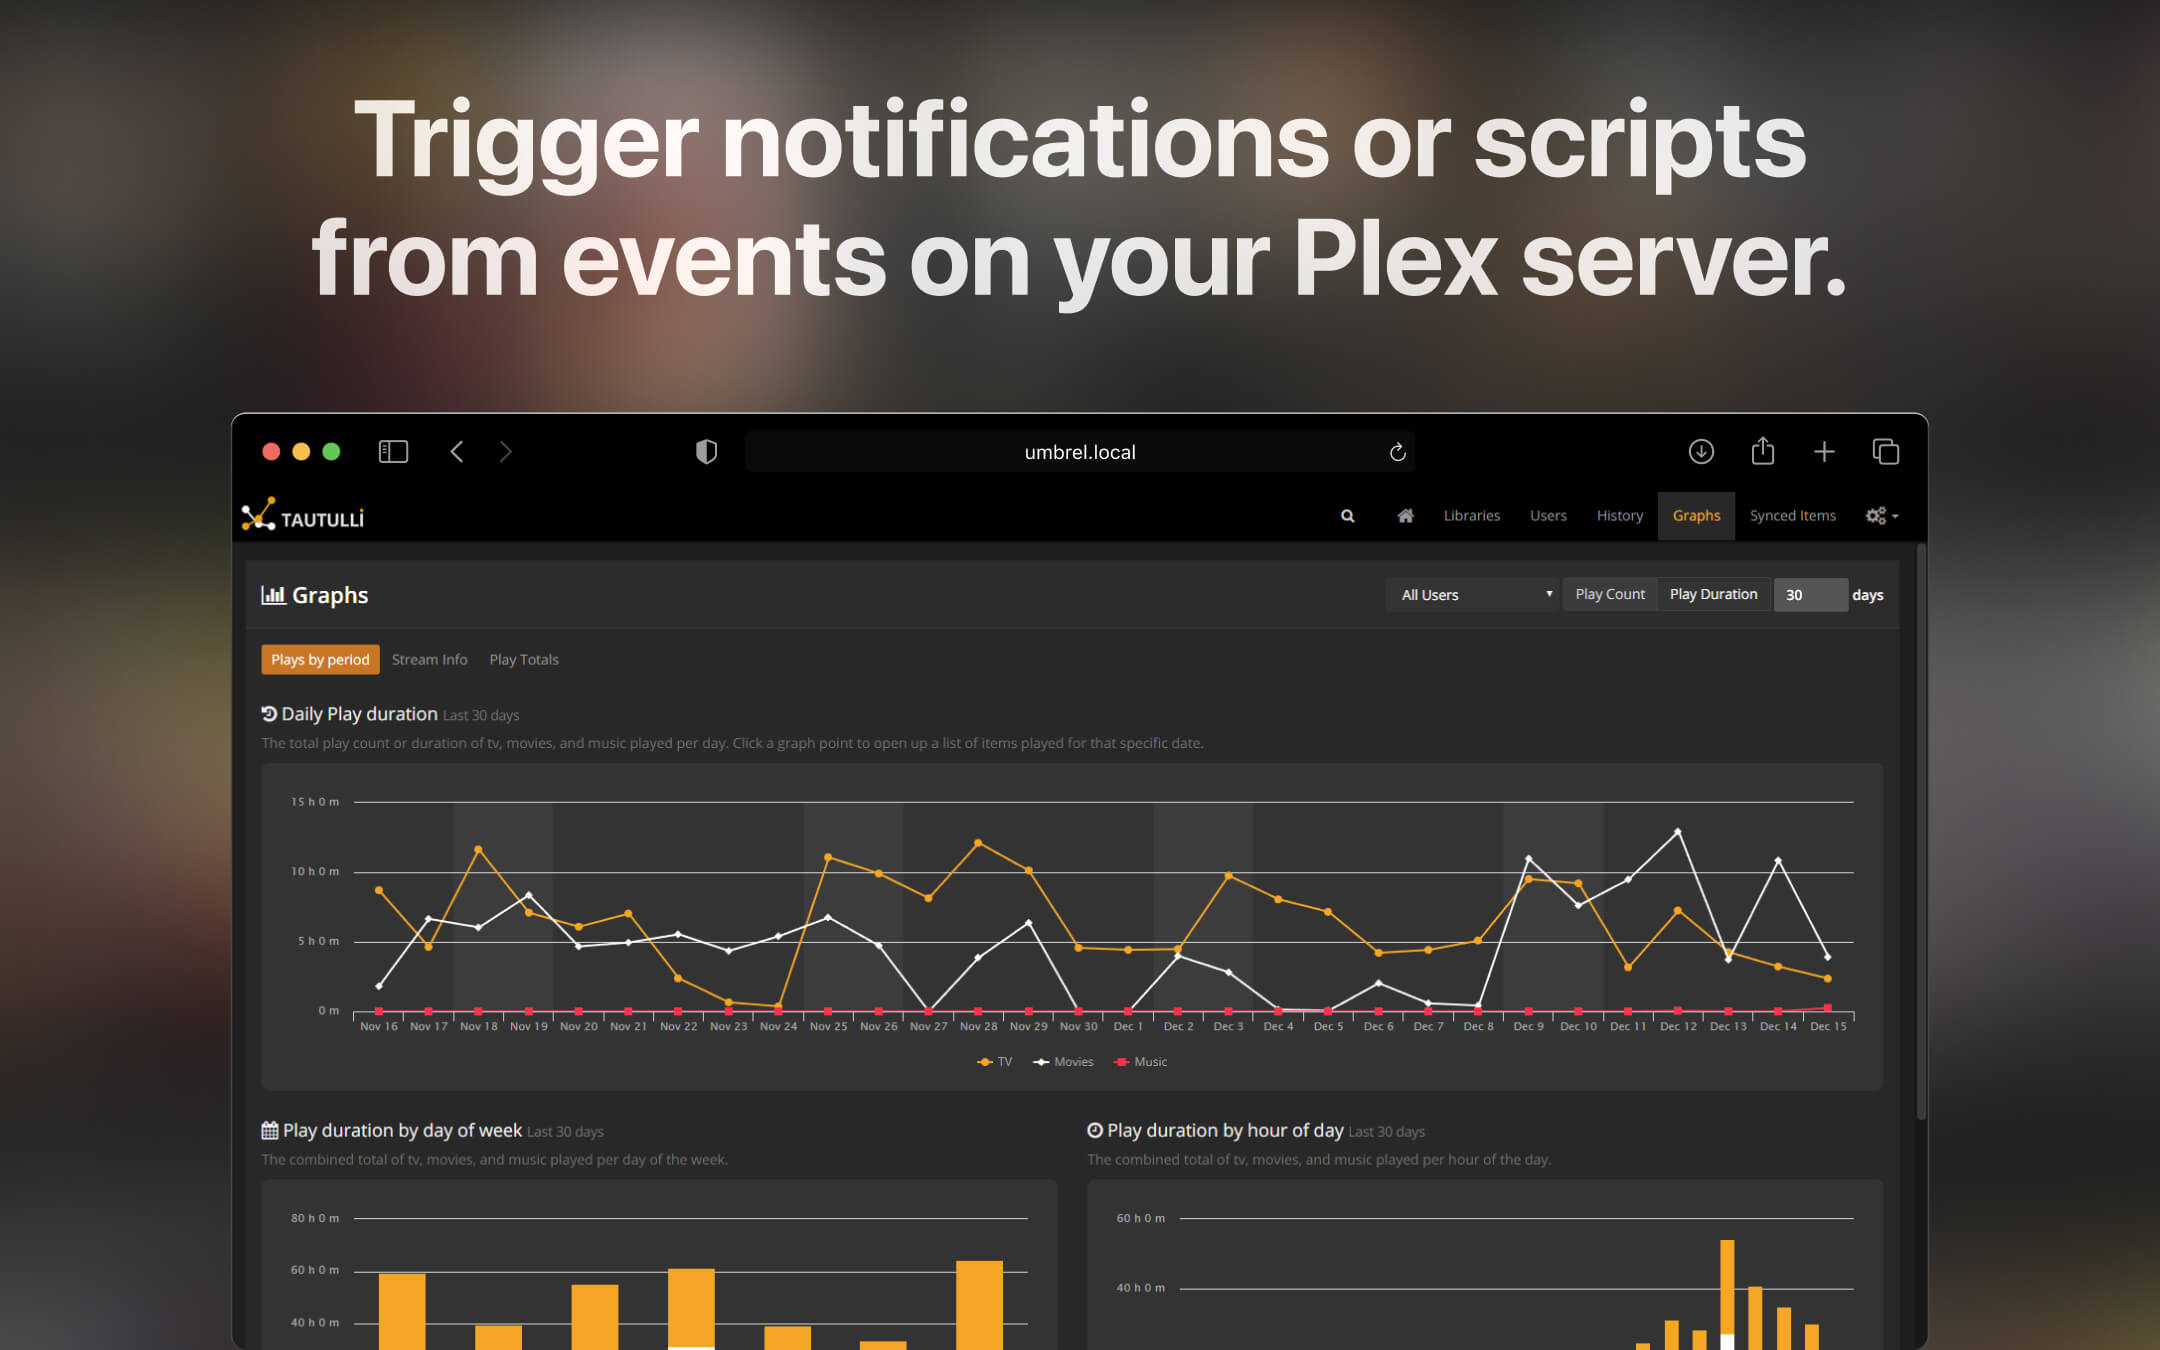 Trigger notifications or scripts
from events on your Plex server.
umbrel.local
TAUTULLI
Libraries Users History Graphs Synced Items
Graphs
All Users Play Count Play Duration 30 days
Plays by period Stream Info Play Totals
Daily Play duration Last 30 days
The total play count or duration of tv, movies, and music played per day. Click a graph point to open up a list of items played for that specific date.
15 h 0 m
10 h 0 m
5 h 0 m
0 m
Nov 16 Nov 17 Nov 18 Nov 19 Nov 20 Nov 21 Nov 22 Nov 23 Nov 24 Nov 25 Nov 26 Nov 27 Nov 28 Nov 29 Nov 30 Dec 1 Dec 2 Dec 3 Dec 4 Dec 5 Dec 6 Dec 7 Dec 8 Dec 9 Dec 10 Dec 11 Dec 12 Dec 13 Dec 14 Dec 15
TV Movies Music
Play duration by day of week Last 30 days
The combined total of tv, movies, and music played per day of the week.
80 h 0 m
60 h 0 m
40 h 0 m
Play duration by hour of day Last 30 days
The combined total of tv, movies, and music played per hour of the day.
60 h 0 m
40 h 0 m